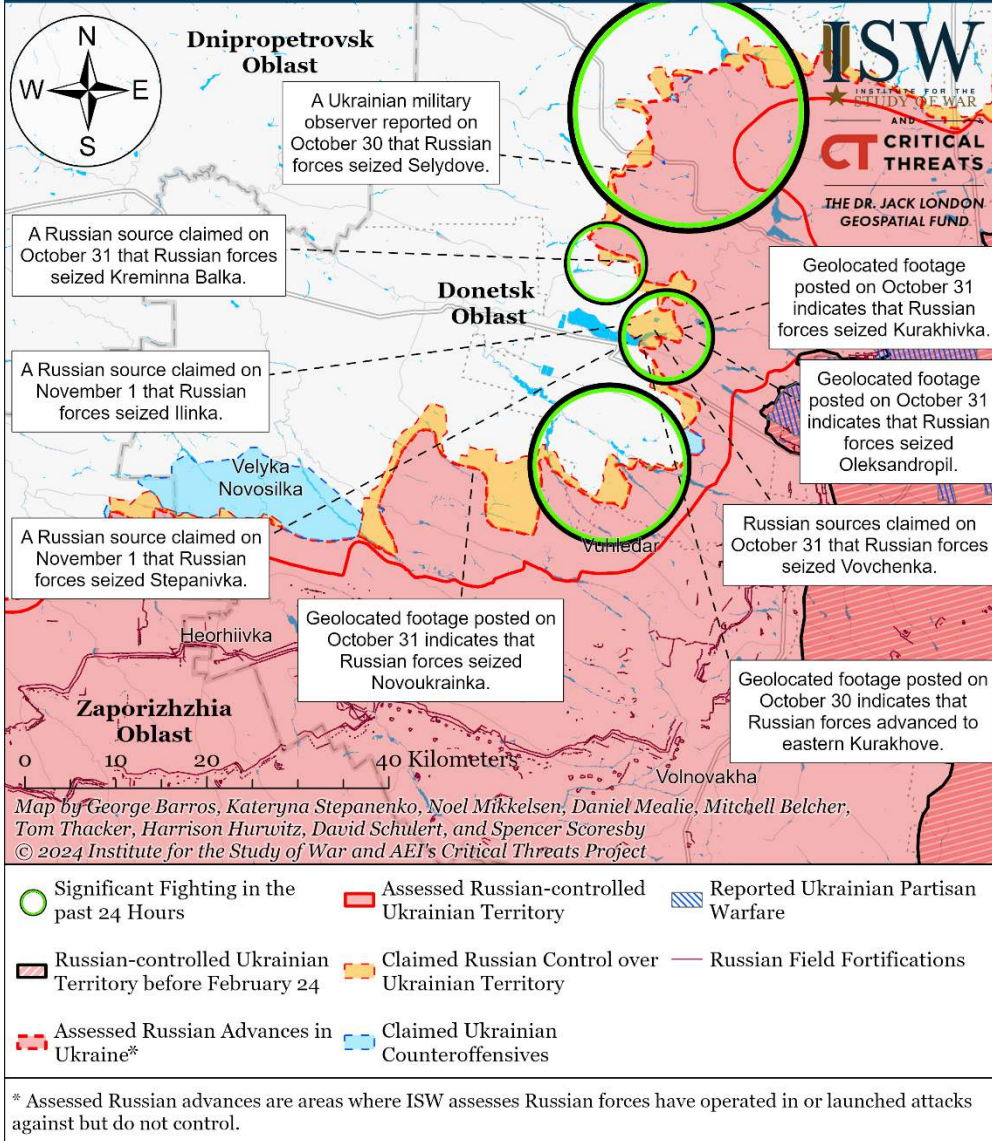 N
W
E
S
Dnipropetrovsk
Oblast
ISW
INSTITUTE FOR THE
STUDY OF WAR
AND
CT CRITICAL
THREATS
THE DR. JACK LONDON
GEOSPATIAL FUND
A Ukrainian military
observer reported on
October 30 that Russian
forces seized Selydove.
A Russian source claimed on
October 31 that Russian forces
seized Kreminna Balka.
Donetsk
Oblast
Geolocated footage
posted on October 31
indicates that Russian
forces seized Kurakhivka.
A Russian source claimed on
November 1 that Russian
forces seized Ilinka.
Geolocated footage
posted on October 31
indicates that Russian
forces seized
Oleksandropil.
Velyka
Novosilka
A Russian source claimed on
November 1 that Russian
forces seized Stepanivka.
Vuhledar
Russian sources claimed on
October 31 that Russian forces
seized Vovchenka.
Heorhiivka
Geolocated footage posted on
October 31 indicates that
Russian forces seized
Novoukrainka.
Geolocated footage posted on
October 30 indicates that
Russian forces advanced to
eastern Kurakhove.
Zaporizhzhia
Oblast
0 20 40 Kilometers
Volnovakha
Map by George Barros, Kateryna Stepanenko, Noel Mikkelsen, Daniel Mealie, Mitchell Belcher,
Tom Thacker, Harrison Hurwitz, David Schulert, and Spencer Scoresby
© 2024 Institute for the Study of War and AEI's Critical Threats Project
Significant Fighting in the
past 24 Hours
Assessed Russian-controlled
Ukrainian Territory
Reported Ukrainian Partisan
Warfare
Russian-controlled Ukrainian
Territory before February 24
Claimed Russian Control over
Ukrainian Territory
Russian Field Fortifications
Assessed Russian Advances in
Ukraine*
Claimed Ukrainian
Counteroffensives
* Assessed Russian advances are areas where ISW assesses Russian forces have operated in or launched attacks
against but do not control.